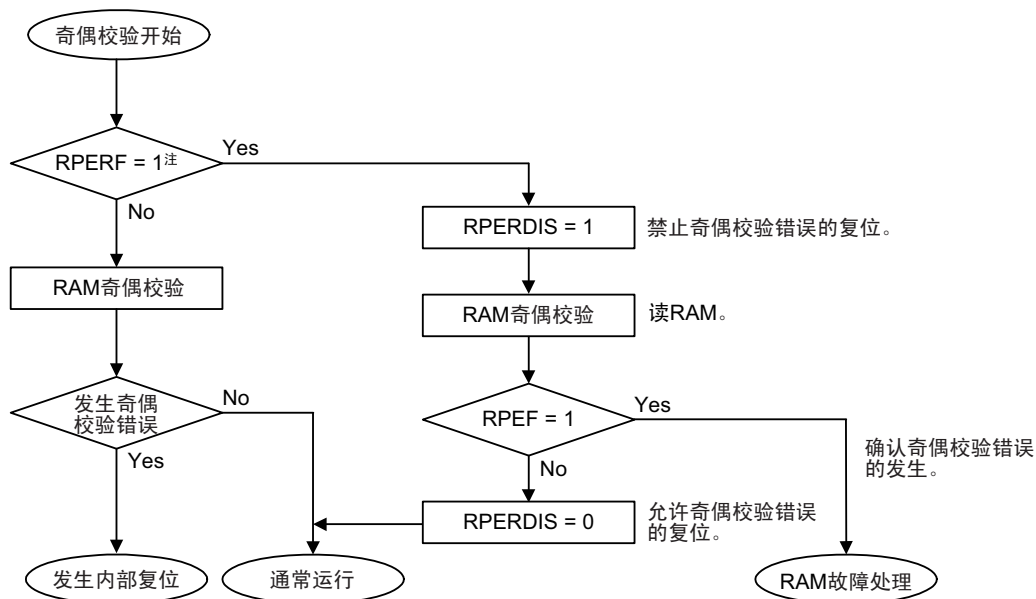 奇偶校验开始
RPERF = 1注
Yes
No
RPERDIS = 1
禁止奇偶校验错误的复位。
RAM奇偶校验
RAM奇偶校验
读RAM。
发生奇偶
校验错误
No
Yes
RPEF = 1
Yes
No
确认奇偶校验错误
的发生。
RPERDIS = 0
允许奇偶校验错误
的复位。
发生内部复位
通常运行
RAM故障处理